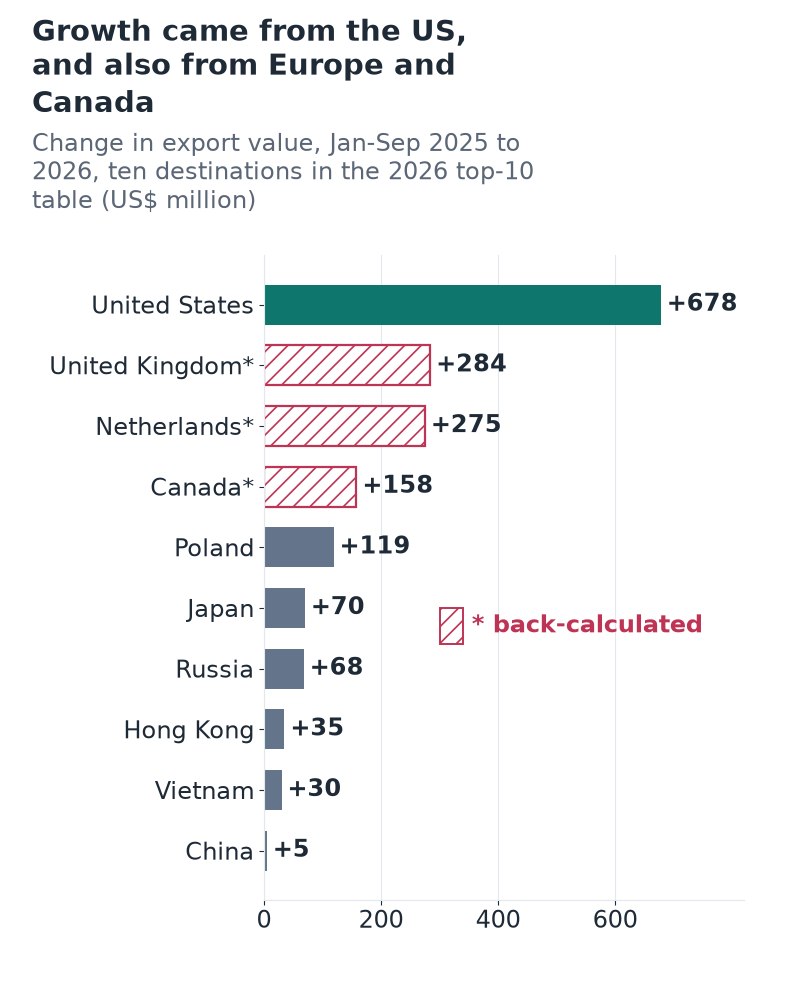 Growth came from the US,
and also from Europe and
Canada
Change in export value, Jan-Sep 2025 to
2026, ten destinations in the 2026 top-10
table (US$ million)
United States +678
United Kingdom* +284
Netherlands* +275
Canada* +158
Poland +119
Japan +70
* back-calculated
Russia +68
Hong Kong +35
Vietnam +30
China +5
0 200 400 600